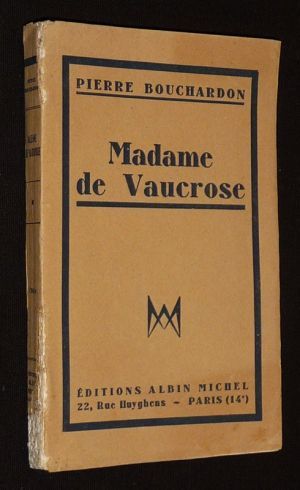 PIERRE BOUCHARDON
Madame
de Vaucrose
ÉDITIONS ALBIN MICHEL
22, Rue Huyghens ~ PARIS (14e)